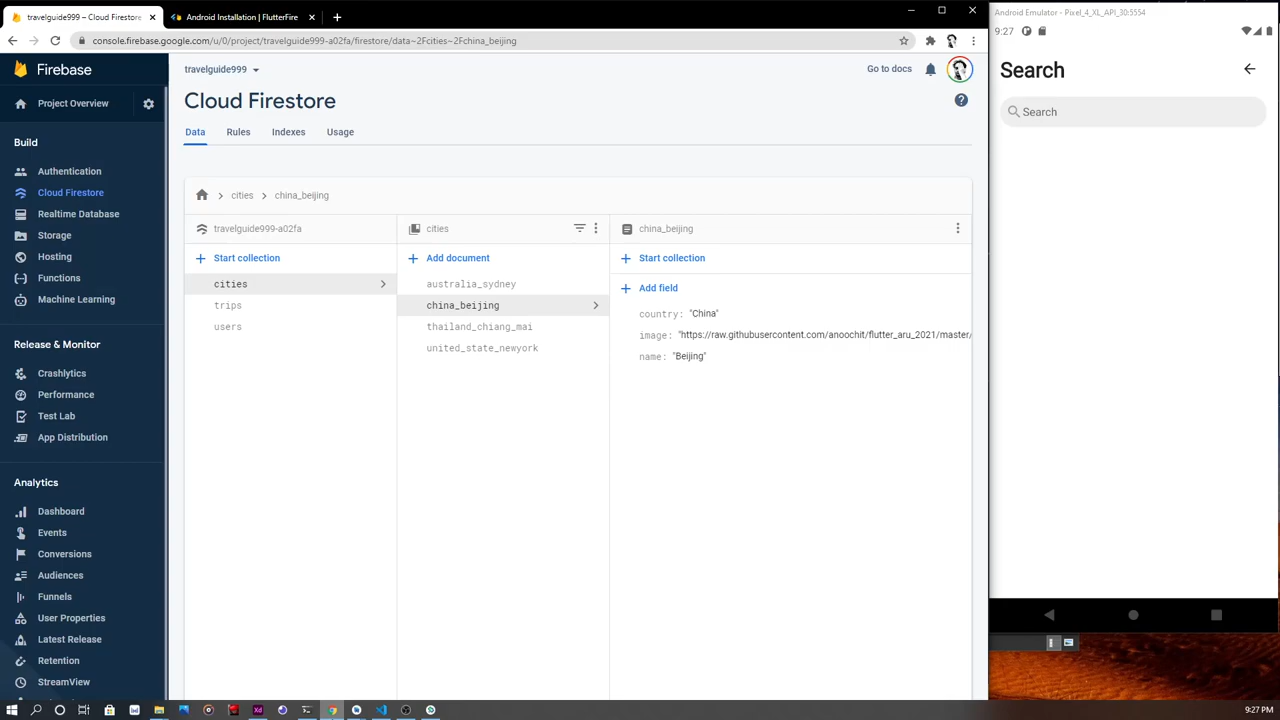 travelguide999 – Cloud Firestore
Android Installation | FlutterFire
console.firebase.google.com/u/0/project/travelguide999/firestore/data~2Fcities~2Fchina_beijing
Firebase
Project Overview
Build
Authentication
Cloud Firestore
Realtime Database
Storage
Hosting
Functions
Machine Learning
Release & Monitor
Crashlytics
Performance
Test Lab
App Distribution
Analytics
Dashboard
Events
Conversions
Audiences
Funnels
User Properties
Latest Release
Retention
StreamView
travelguide999
Go to docs
Cloud Firestore
Data
Rules
Indexes
Usage
cities
china_beijing
travelguide999-a02fa
Start collection
cities
trips
users
cities
Add document
australia_sydney
china_beijing
thailand_chiang_mai
united_state_newyork
china_beijing
Start collection
Add field
country: "China"
image: "https://raw.githubusercontent.com/anoochit/flutter_aru_2021/master/
name: "Beijing"
Android Emulator - Pixel_4_XL_API_30:5554
9:27
Search
Search
9:27 PM